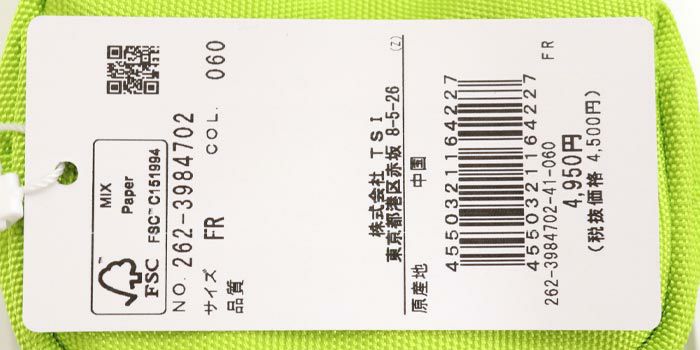 MIX
Paper
FSC™ C151994
FSC
NO. 262-3984702 COL. 060
サイズ FR
品質
株式会社 TSI
東京都港区赤坂 8-5-26 (Z)
原産地 中国
4550321164227
4550321164227
262-3984702-41-060 FR
4,950円
(税抜価格 4,500円)